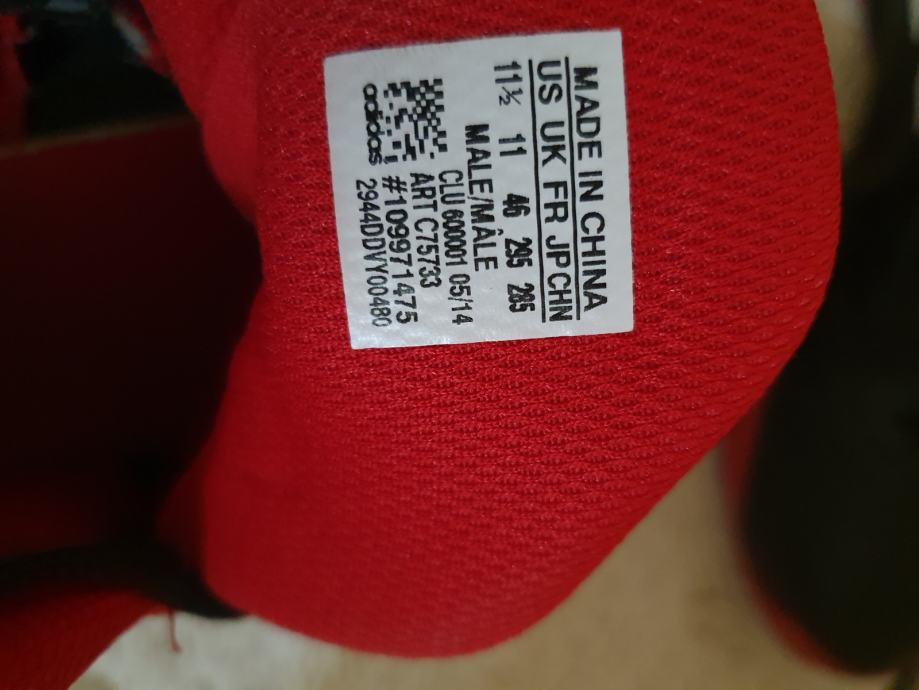 MADE IN CHINA
US UK FR JP CHN
11½ 11 46 295 285
MALE/MÂLE
CLU 600001 05/14
ART C75733
#109971475
adidas 2944DDVY00480